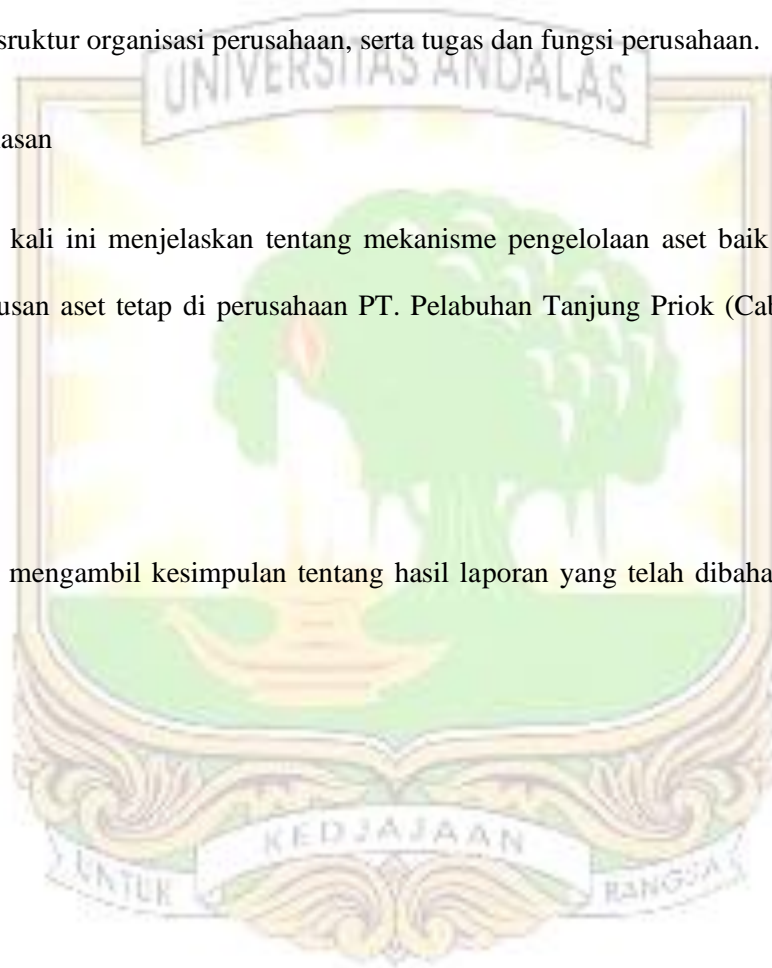 sruktur organisasi perusahaan, serta tugas dan fungsi perusahaan.
UNIVERSITAS ANDALAS
asan
kali ini menjelaskan tentang mekanisme pengelolaan aset baik
usan aset tetap di perusahaan PT. Pelabuhan Tanjung Priok (Cab
mengambil kesimpulan tentang hasil laporan yang telah dibaha
UNTUK KEDJAJAAN BANGSA